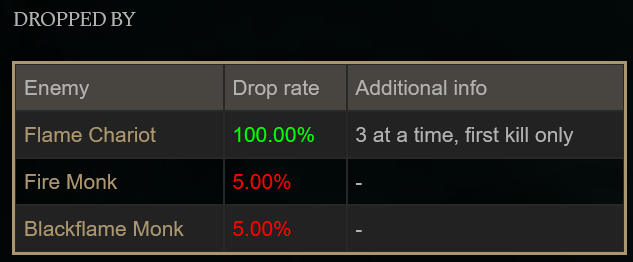 DROPPED BY
Enemy Drop rate Additional info
Flame Chariot 100.00% 3 at a time, first kill only
Fire Monk 5.00% -
Blackflame Monk 5.00% -